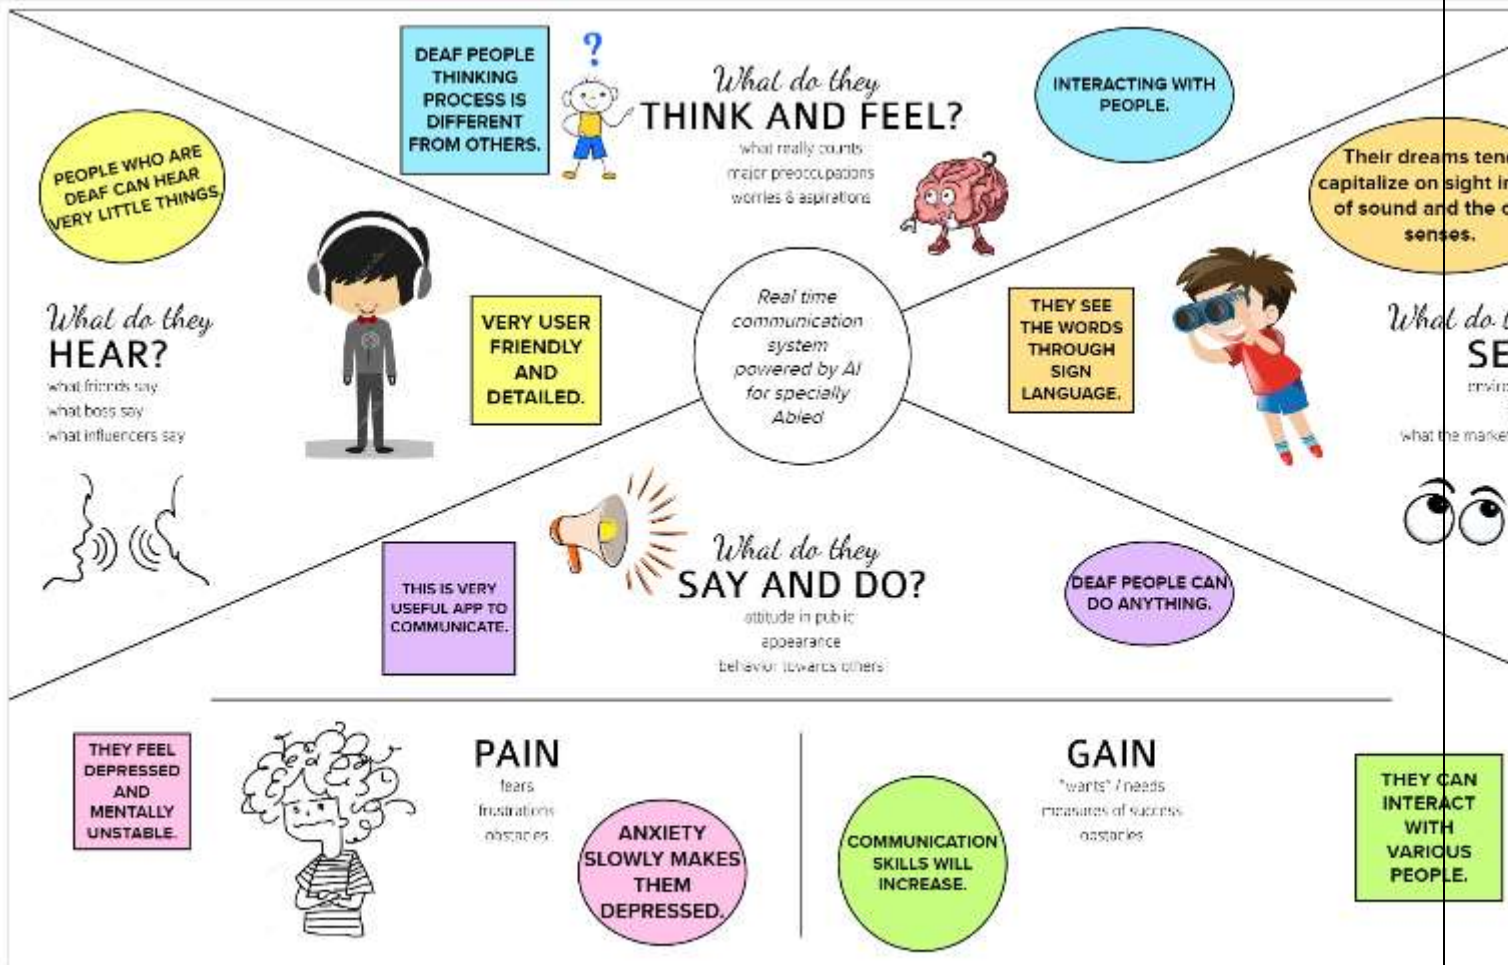 DEAF PEOPLE
THINKING
PROCESS IS
DIFFERENT
FROM OTHERS.
?
What do they
THINK AND FEEL?
what really counts
major preoccupations
worries & aspirations
INTERACTING WITH
PEOPLE.
PEOPLE WHO ARE
DEAF CAN HEAR
VERY LITTLE THINGS
What do they
HEAR?
what friends say
what boss say
what influencers say
VERY USER
FRIENDLY
AND
DETAILED.
Real time
communication
system
powered by AI
for specially
Abled
THEY SEE
THE WORDS
THROUGH
SIGN
LANGUAGE.
Their dreams
capitalize on sight
of sound and the
senses.
What do
what the
THIS IS VERY
USEFUL APP TO
COMMUNICATE.
What do they
SAY AND DO?
attitude in public
appearance
behavior towards others
DEAF PEOPLE CAN
DO ANYTHING.
THEY FEEL
DEPRESSED
AND
MENTALLY
UNSTABLE.
PAIN
fears
frustrations
obstacles
ANXIETY
SLOWLY MAKES
THEM
DEPRESSED.
COMMUNICATION
SKILLS WILL
INCREASE.
GAIN
"wants" / needs
measures of success
obstacles
THEY CAN
INTERACT
WITH
VARIOUS
PEOPLE.